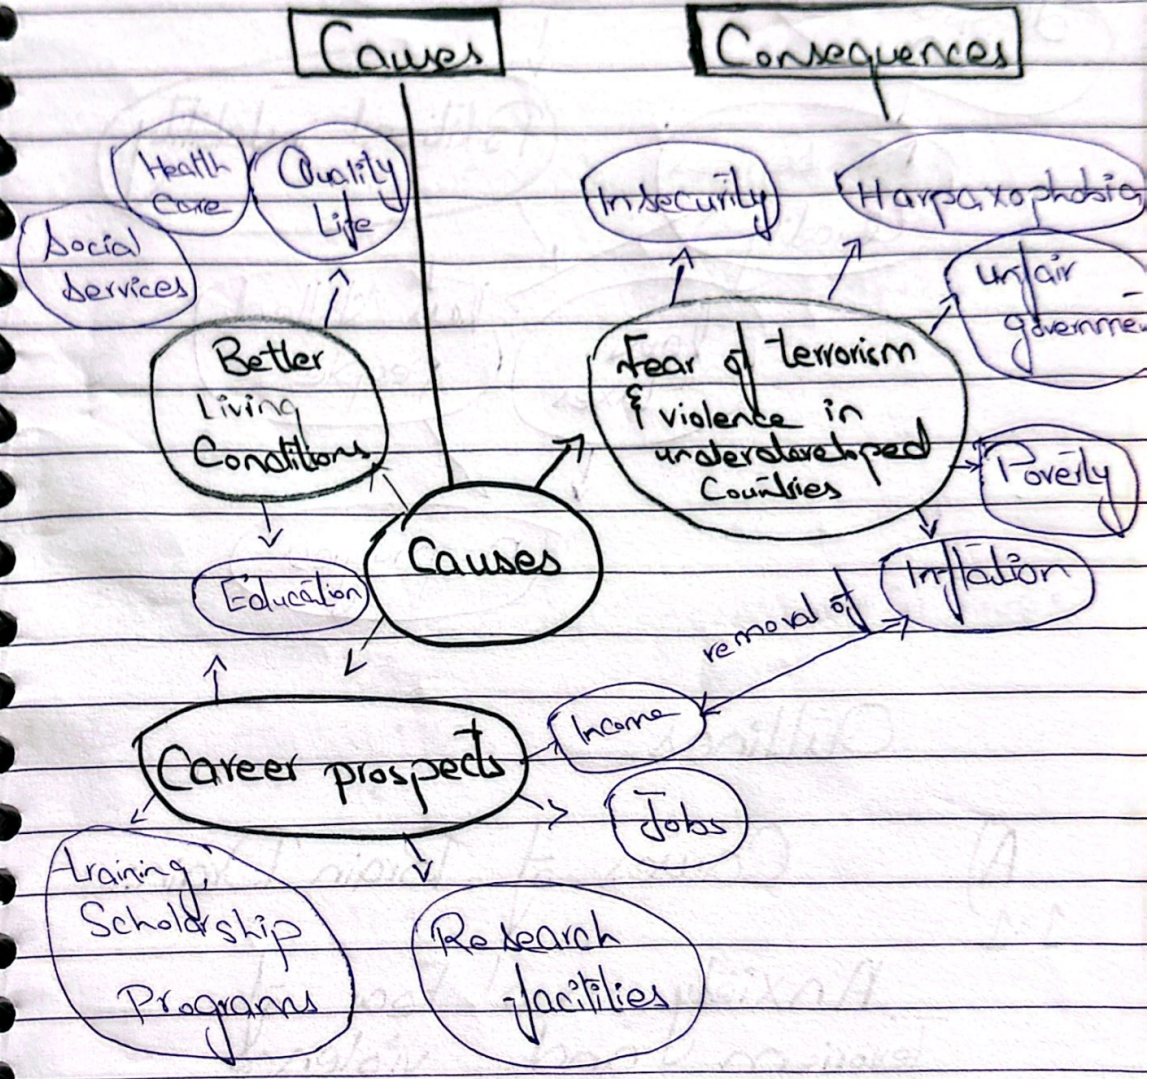 Causes
Consequences
Health
Care
Quality
Life
Social
Services
Insecurity
Harpaxophobia
unfair
governme
Better
Living
Conditions
Fear of terrorism
& violence in
underdeveloped
Countries
Poverty
Causes
Education
Inflation
removal of
Income
Career prospects
Jobs
training,
Scholarship
Programs
Research
facilities